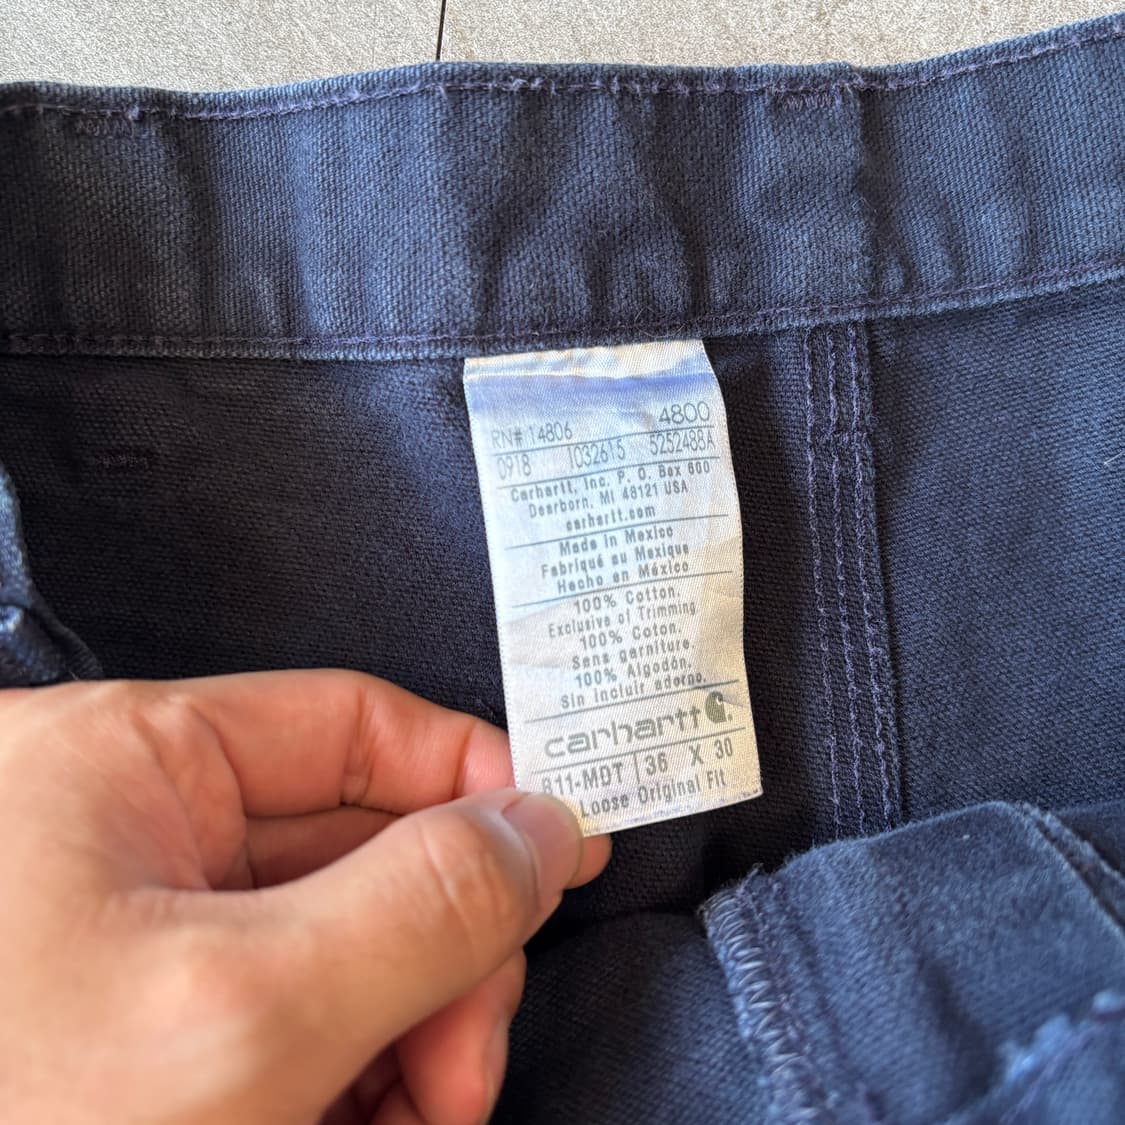 4800
RN# 14806
0918 1032615 5252488A
Carhartt, Inc. P. O. Box 600
Dearborn, MI 48121 USA
carhartt.com
Made in Mexico
Fabriqué au Mexique
Hecho en México
100% Cotton.
Exclusive of Trimming
100% Coton.
Sans garniture.
100% Algodón.
Sin incluir adorno.
carhartt
B11-MDT | 36 X 30
Loose Original Fit